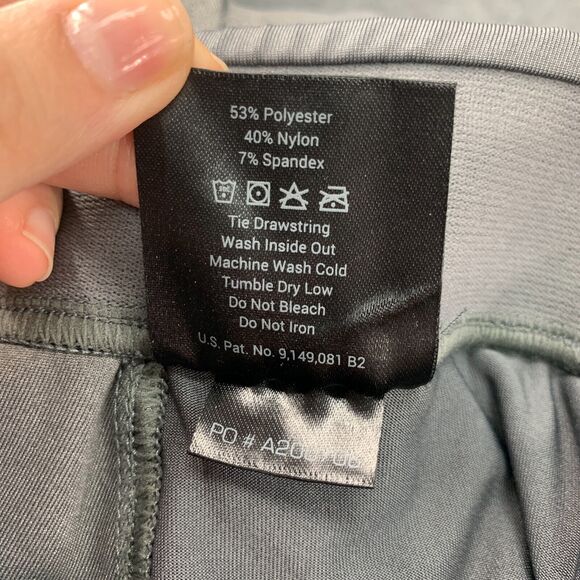 53% Polyester
40% Nylon
7% Spandex
Tie Drawstring
Wash Inside Out
Machine Wash Cold
Tumble Dry Low
Do Not Bleach
Do Not Iron
U.S. Pat. No. 9,149,081 B2
PO #